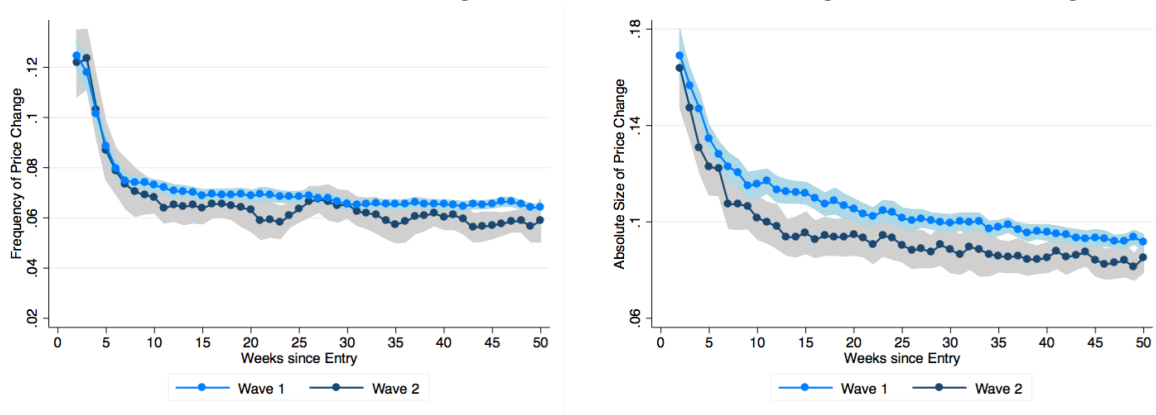 Frequency of Price Change
.02 .04 .06 .08 .1 .12
0 5 10 15 20 25 30 35 40 45 50
Weeks since Entry
Wave 1 Wave 2
Absolute Size of Price Change
.06 .1 .14 .18
0 5 10 15 20 25 30 35 40 45 50
Weeks since Entry
Wave 1 Wave 2